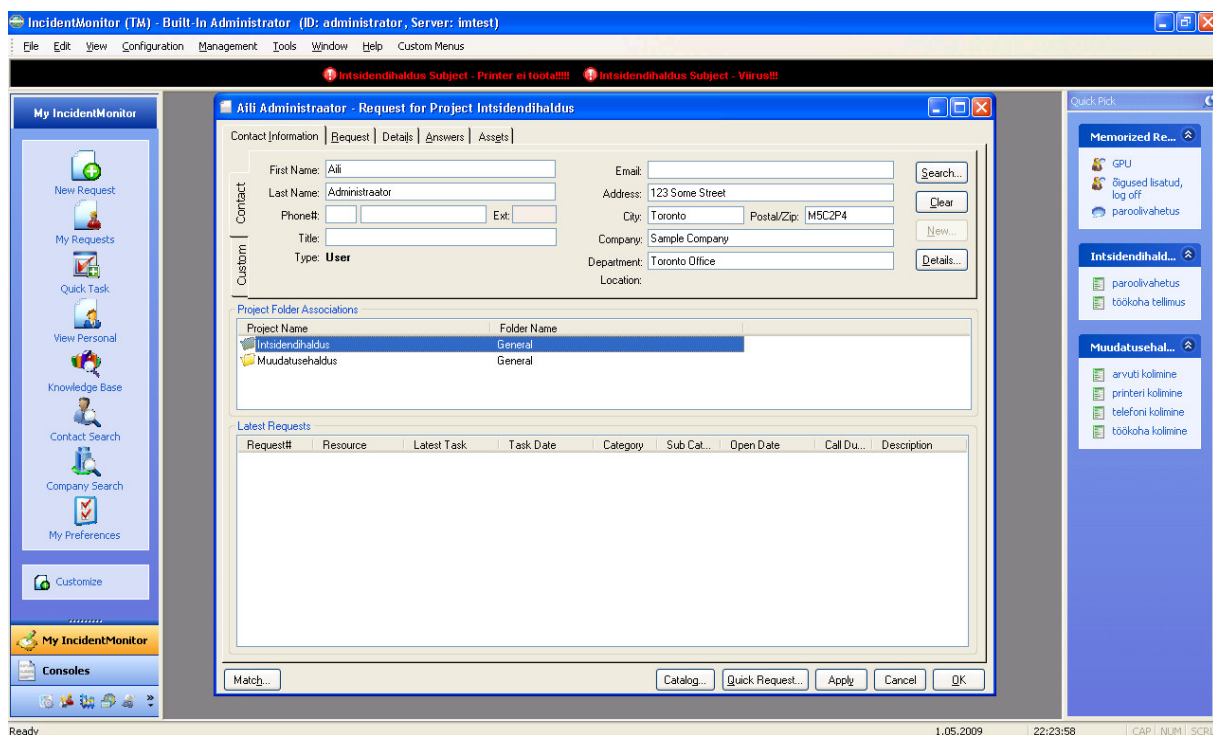 IncidentMonitor (TM) - Built-In Administrator (ID: administrator, Server: imtest)
File Edit View Configuration Management Tools Window Help Custom Menus
Intsidendihaldus Subject - Printer ei tööta!!!!! Intsidendihaldus Subject - Viirus!!!
My IncidentMonitor
New Request
My Requests
Quick Task
View Personal
Knowledge Base
Contact Search
Company Search
My Preferences
Customize
My IncidentMonitor
Consoles
Aili Administraator - Request for Project Intsidendihaldus
Contact Information Request Details Answers Assets
Contact
Custom
First Name: Aili
Last Name: Administraator
Phone#: Ext:
Title:
Type: User
Email:
Address: 123 Some Street
City: Toronto Postal/Zip: M5C2P4
Company: Sample Company
Department: Toronto Office
Location:
Search...
Clear
New...
Details...
Project Folder Associations
Project Name Folder Name
Intsidendihaldus General
Muudatusehaldus General
Latest Requests
Request# Resource Latest Task Task Date Category Sub Cat... Open Date Call Du... Description
Match... Catalog... Quick Request... Apply Cancel OK
Quick Pick
Memorized Re...
GPU
õigused lisatud,
log off
paroolivahetus
Intsidendihald...
paroolivahetus
töökoha tellimus
Muudatusehal...
arvuti kolimine
printeri kolimine
telefoni kolimine
töökoha kolimine
Ready 1.05.2009 22:23:58 CAP NUM SCRL